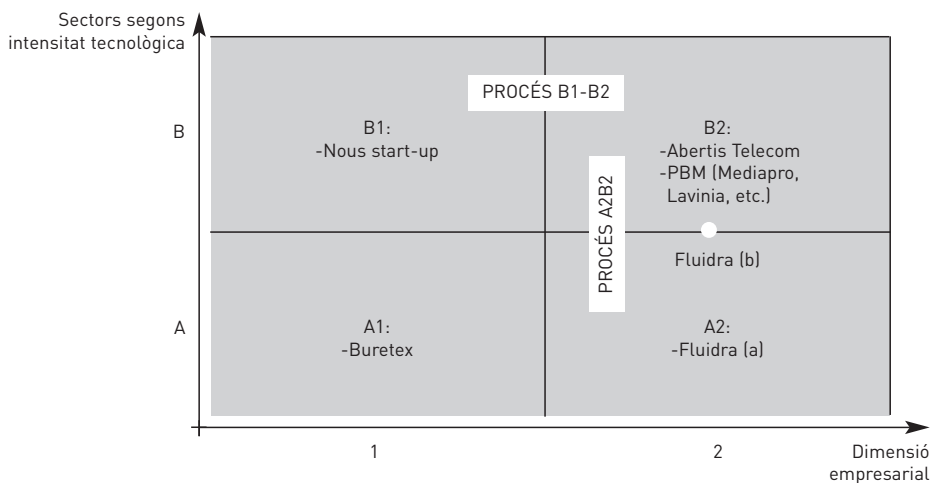 Sectors segons
intensitat tecnològica
PROCÉS B1-B2
B
B1:
-Nous start-up
B2:
-Abertis Telecom
-PBM (Mediapro,
Lavinia, etc.)
PROCÉS A2B2
Fluidra (b)
A
A1:
-Buretex
A2:
-Fluidra (a)
1
2
Dimensió
empresarial